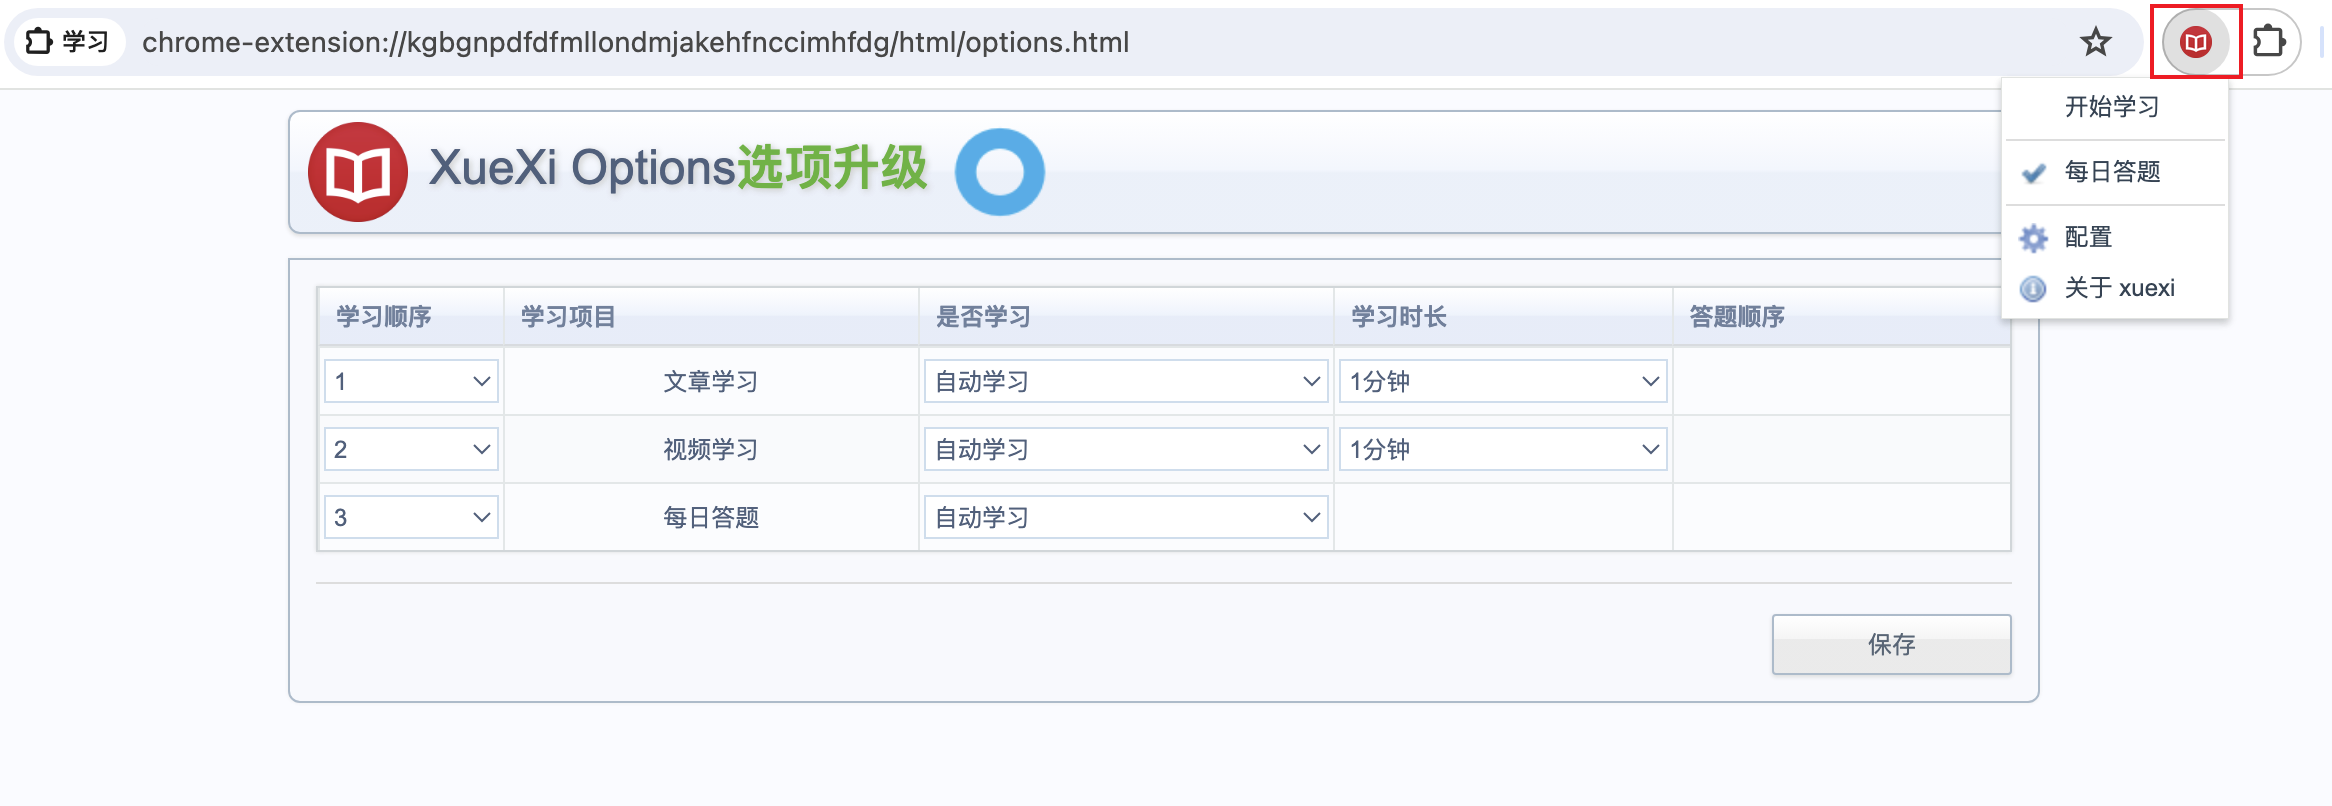 学习 chrome-extension://kgbgnpdfdfmllondmjakehfnccimhfdg/html/options.html
开始学习
每日答题
配置
关于 xuexi
XueXi Options选项升级
学习顺序 学习项目 是否学习 学习时长 答题顺序
1 文章学习 自动学习 1分钟
2 视频学习 自动学习 1分钟
3 每日答题 自动学习
保存